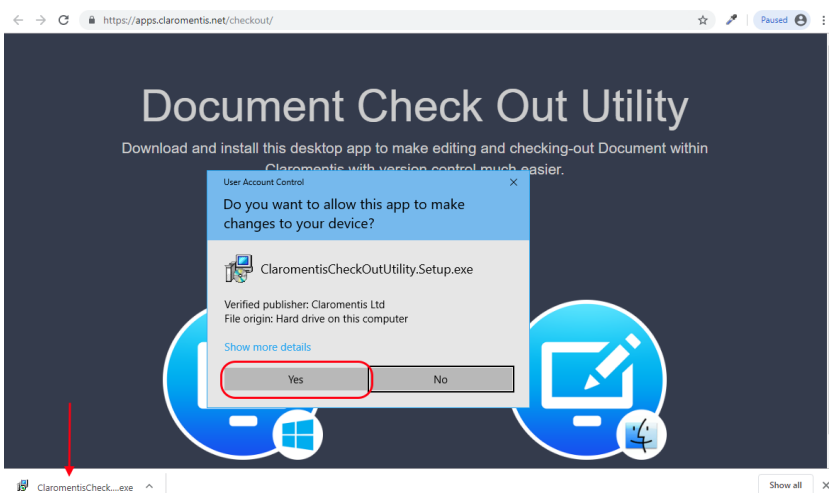 https://apps.claromentis.net/checkout/
Paused
Document Check Out Utility
Download and install this desktop app to make editing and checking-out Document within
Claromentis with version control much easier.
User Account Control
Do you want to allow this app to make
changes to your device?
ClaromentisCheckOutUtility.Setup.exe
Verified publisher: Claromentis Ltd
File origin: Hard drive on this computer
Show more details
Yes
No
ClaromentisCheck....exe
Show all